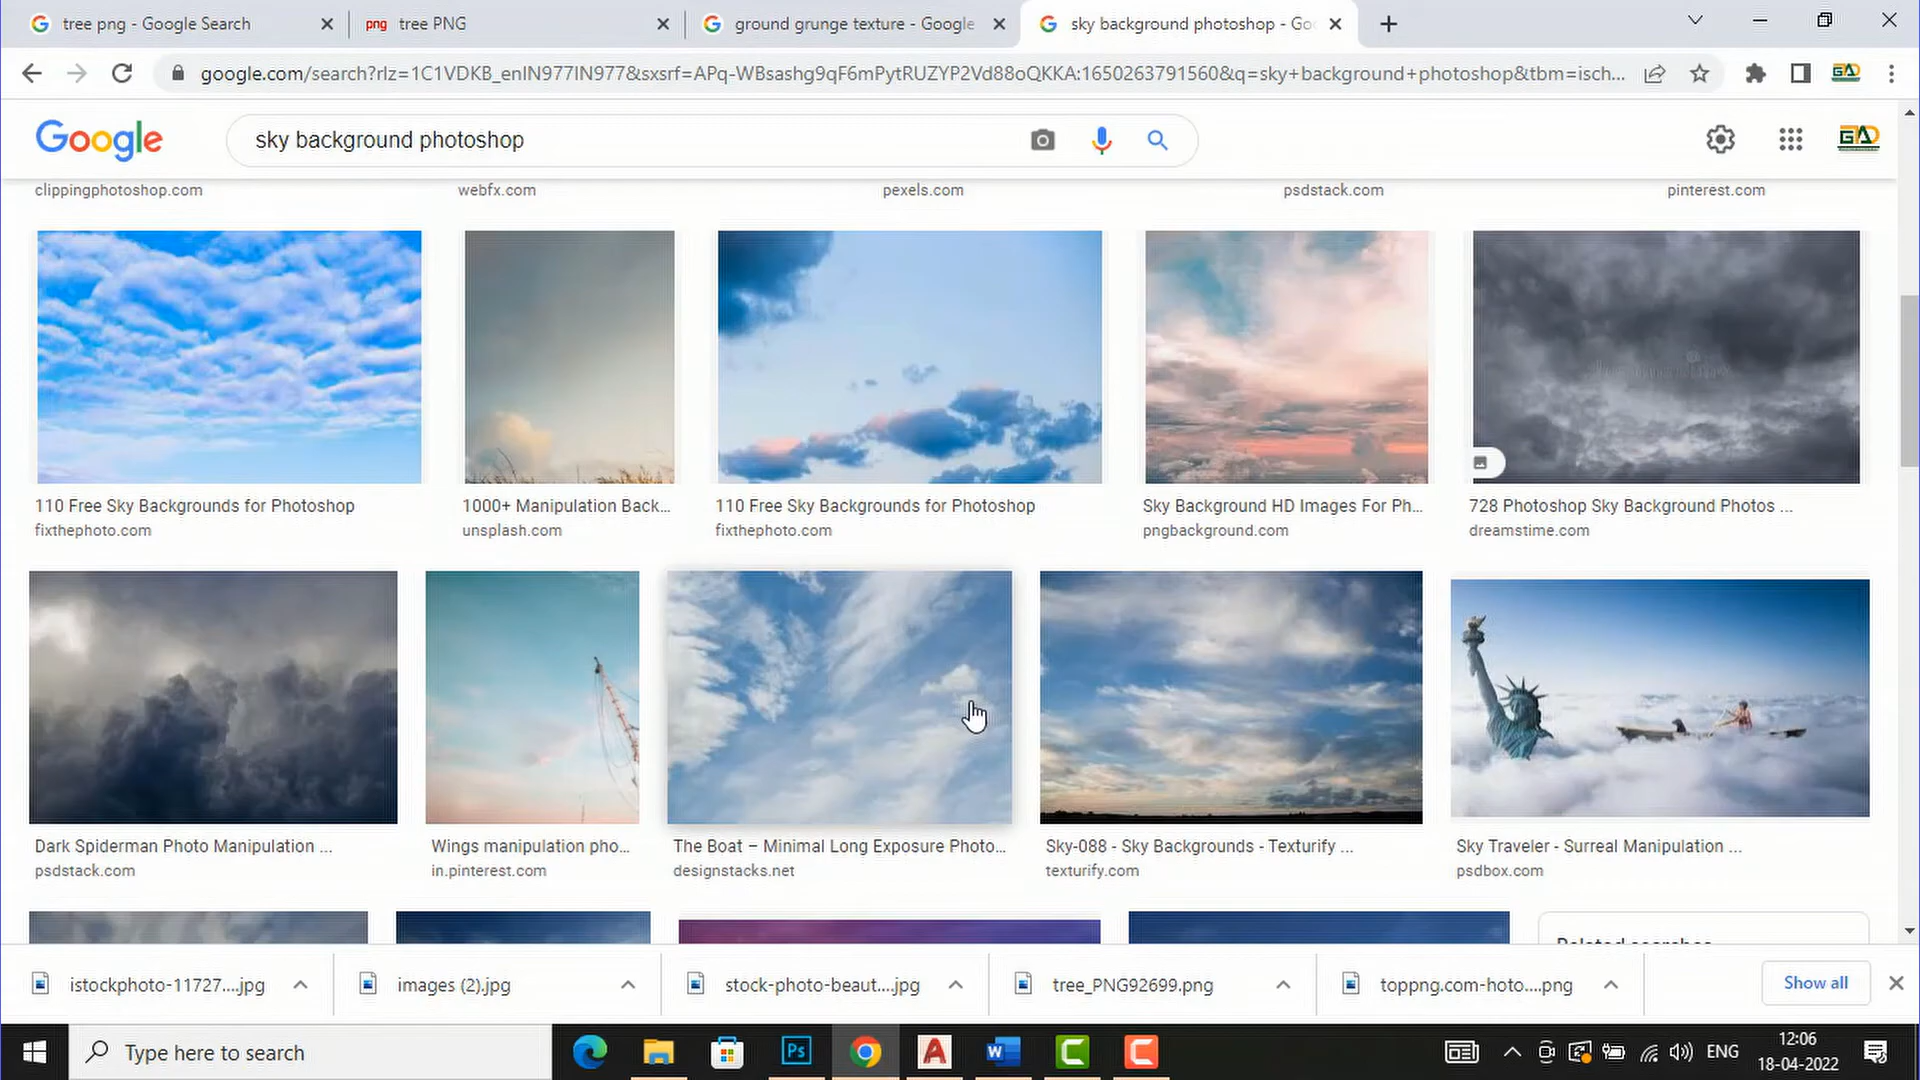 tree png - Google Search
png tree PNG
ground grunge texture - Google
sky background photoshop - Goo
google.com/search?rlz=1C1VDKB_enIN977IN977&sxsrf=APq-WBsashg9qF6mPytRUZYP2Vd88oQKKA:1650263791560&q=sky+background+photoshop&tbm=isch...
GAD
Google
sky background photoshop
GAD
clippingphotoshop.com
webfx.com
pexels.com
psdstack.com
pinterest.com
110 Free Sky Backgrounds for Photoshop
fixthephoto.com
1000+ Manipulation Back...
unsplash.com
110 Free Sky Backgrounds for Photoshop
fixthephoto.com
Sky Background HD Images For Ph...
pngbackground.com
728 Photoshop Sky Background Photos ...
dreamstime.com
Dark Spiderman Photo Manipulation ...
psdstack.com
Wings manipulation pho...
in.pinterest.com
The Boat – Minimal Long Exposure Photo...
designstacks.net
Sky-088 - Sky Backgrounds - Texturify ...
texturify.com
Sky Traveler - Surreal Manipulation ...
psdbox.com
Related searches
istockphoto-11727....jpg
images (2).jpg
stock-photo-beaut....jpg
tree_PNG92699.png
toppng.com-hoto....png
Show all
Type here to search
Ps
ENG
12:06
18-04-2022